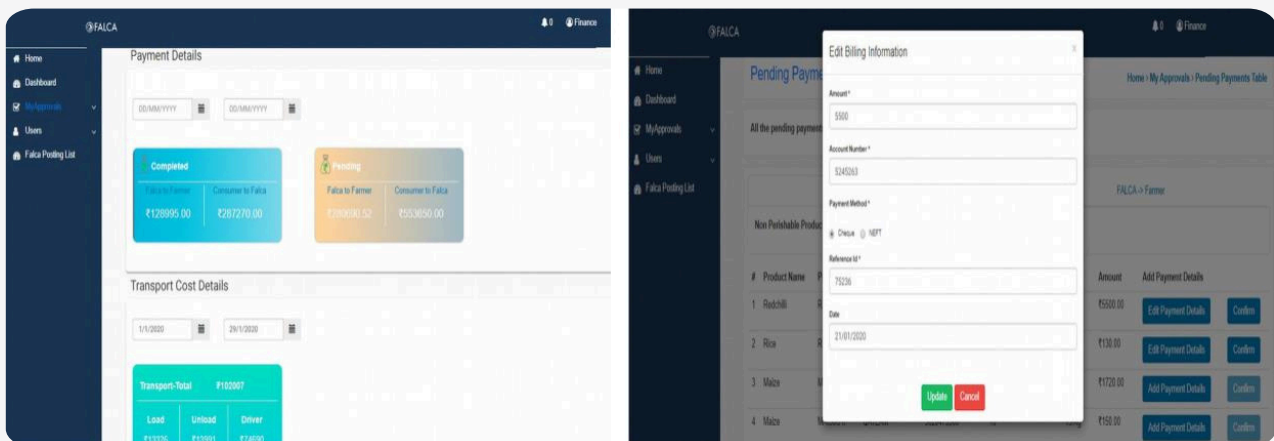 FALCA
0 Finance
Home
Dashboard
MyApprovals
Users
Falca Posting List
Payment Details
DD/MM/YYYY DD/MM/YYYY
Completed
Falca to Farmer Consumer to Falca
₹128995.00 ₹287270.00
Pending
Falca to Farmer Consumer to Falca
₹553650.00
Transport Cost Details
1/1/2020 29/1/2020
Transport-Total ₹102007
Load Unload Driver
₹74690
FALCA
0 Finance
Home
Dashboard
MyApprovals
Users
Falca Posting List
Pending Payme
Home › My Approvals › Pending Payments Table
All the pending payment
FALCA -> Farmer
Non Perishable Produc
# Product Name P Amount Add Payment Details
1 Redchilli R ₹5500.00 Edit Payment Details Confirm
2 Rice R ₹130.00 Edit Payment Details Confirm
3 Maize M ₹1720.00 Add Payment Details Confirm
4 Maize ₹150.00 Add Payment Details Confirm
Edit Billing Information x
Amount *
5500
Account Number *
5245263
Payment Method *
Cheque NEFT
Reference Id *
75236
Date
21/01/2020
Update Cancel